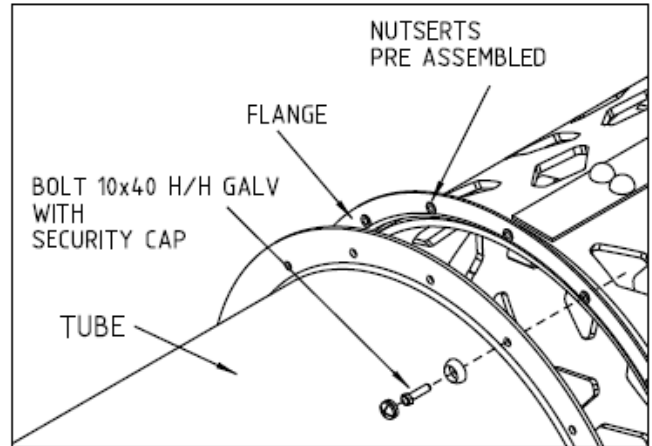 NUTSERTS
PRE ASSEMBLED
FLANGE
BOLT 10x40 H/H GALV
WITH
SECURITY CAP
TUBE